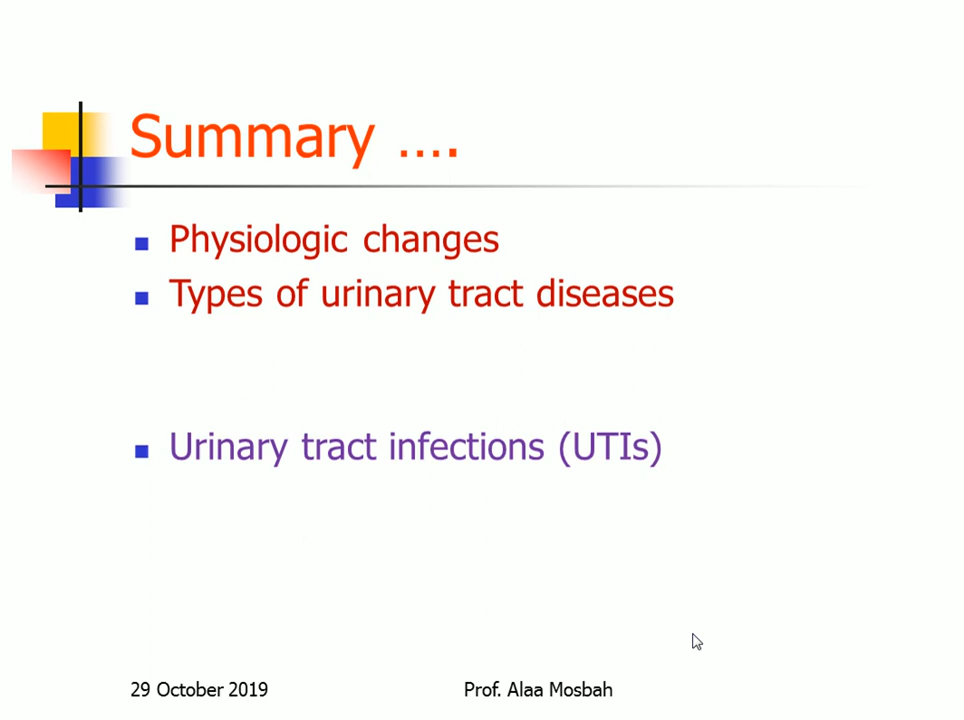 Summary ....
Physiologic changes
Types of urinary tract diseases
Urinary tract infections (UTIs)
29 October 2019
Prof. Alaa Mosbah